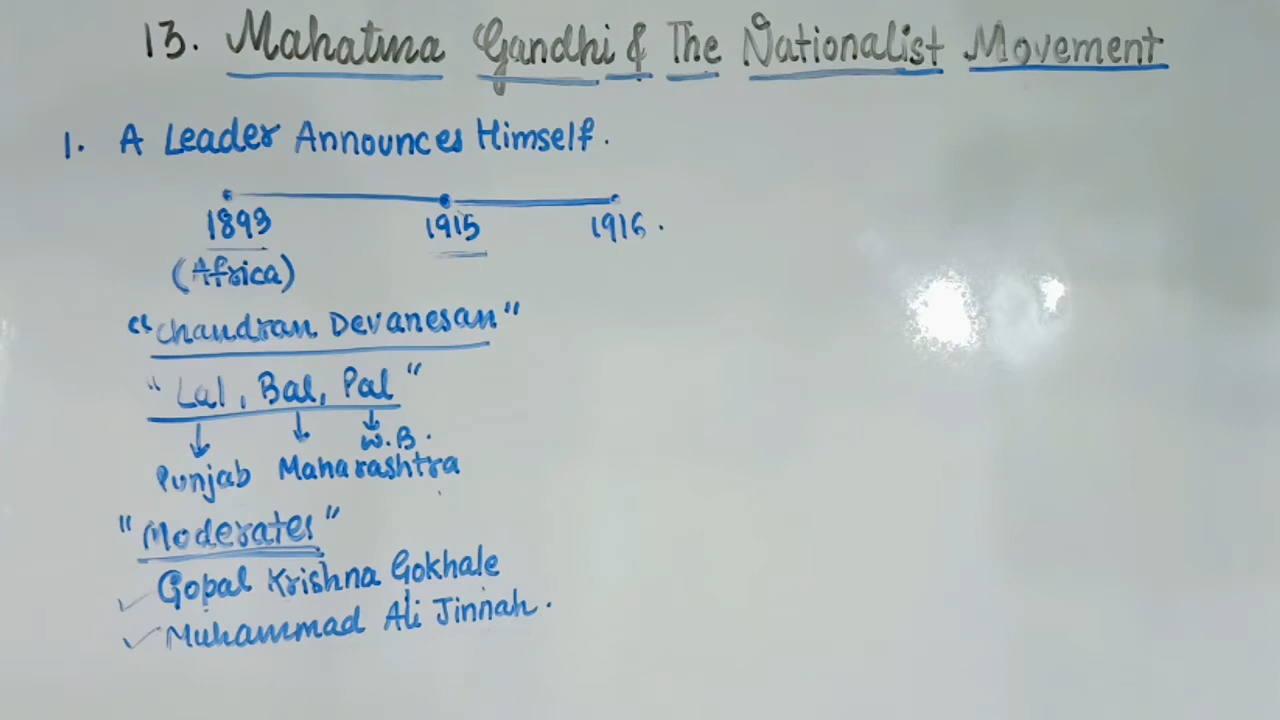 13. Mahatma Gandhi & The Nationalist Movement
1. A Leader Announces Himself.
1893 1915 1916.
(Africa)
"Chandran Devanesan"
"Lal, Bal, Pal"
W.B.
Punjab Maharashtra
"Moderates"
Gopal Krishna Gokhale
Muhammad Ali Jinnah.